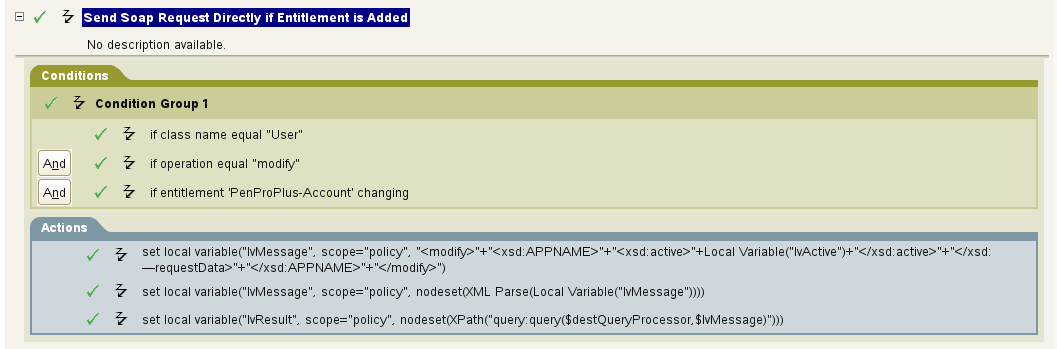 Send Soap Request Directly if Entitlement is Added
No description available.
Conditions
Condition Group 1
if class name equal "User"
And if operation equal "modify"
And if entitlement 'PenProPlus-Account' changing
Actions
set local variable("lvMessage", scope="policy", "<modify>"+"<xsd:APPNAME>"+"<xsd:active>"+Local Variable("lvActive")+"</xsd:active>"+"</xsd:
—requestData>"+"</xsd:APPNAME>"+"</modify>")
set local variable("lvMessage", scope="policy", nodeset(XML Parse(Local Variable("lvMessage"))))
set local variable("lvResult", scope="policy", nodeset(XPath("query:query($destQueryProcessor,$lvMessage)")))